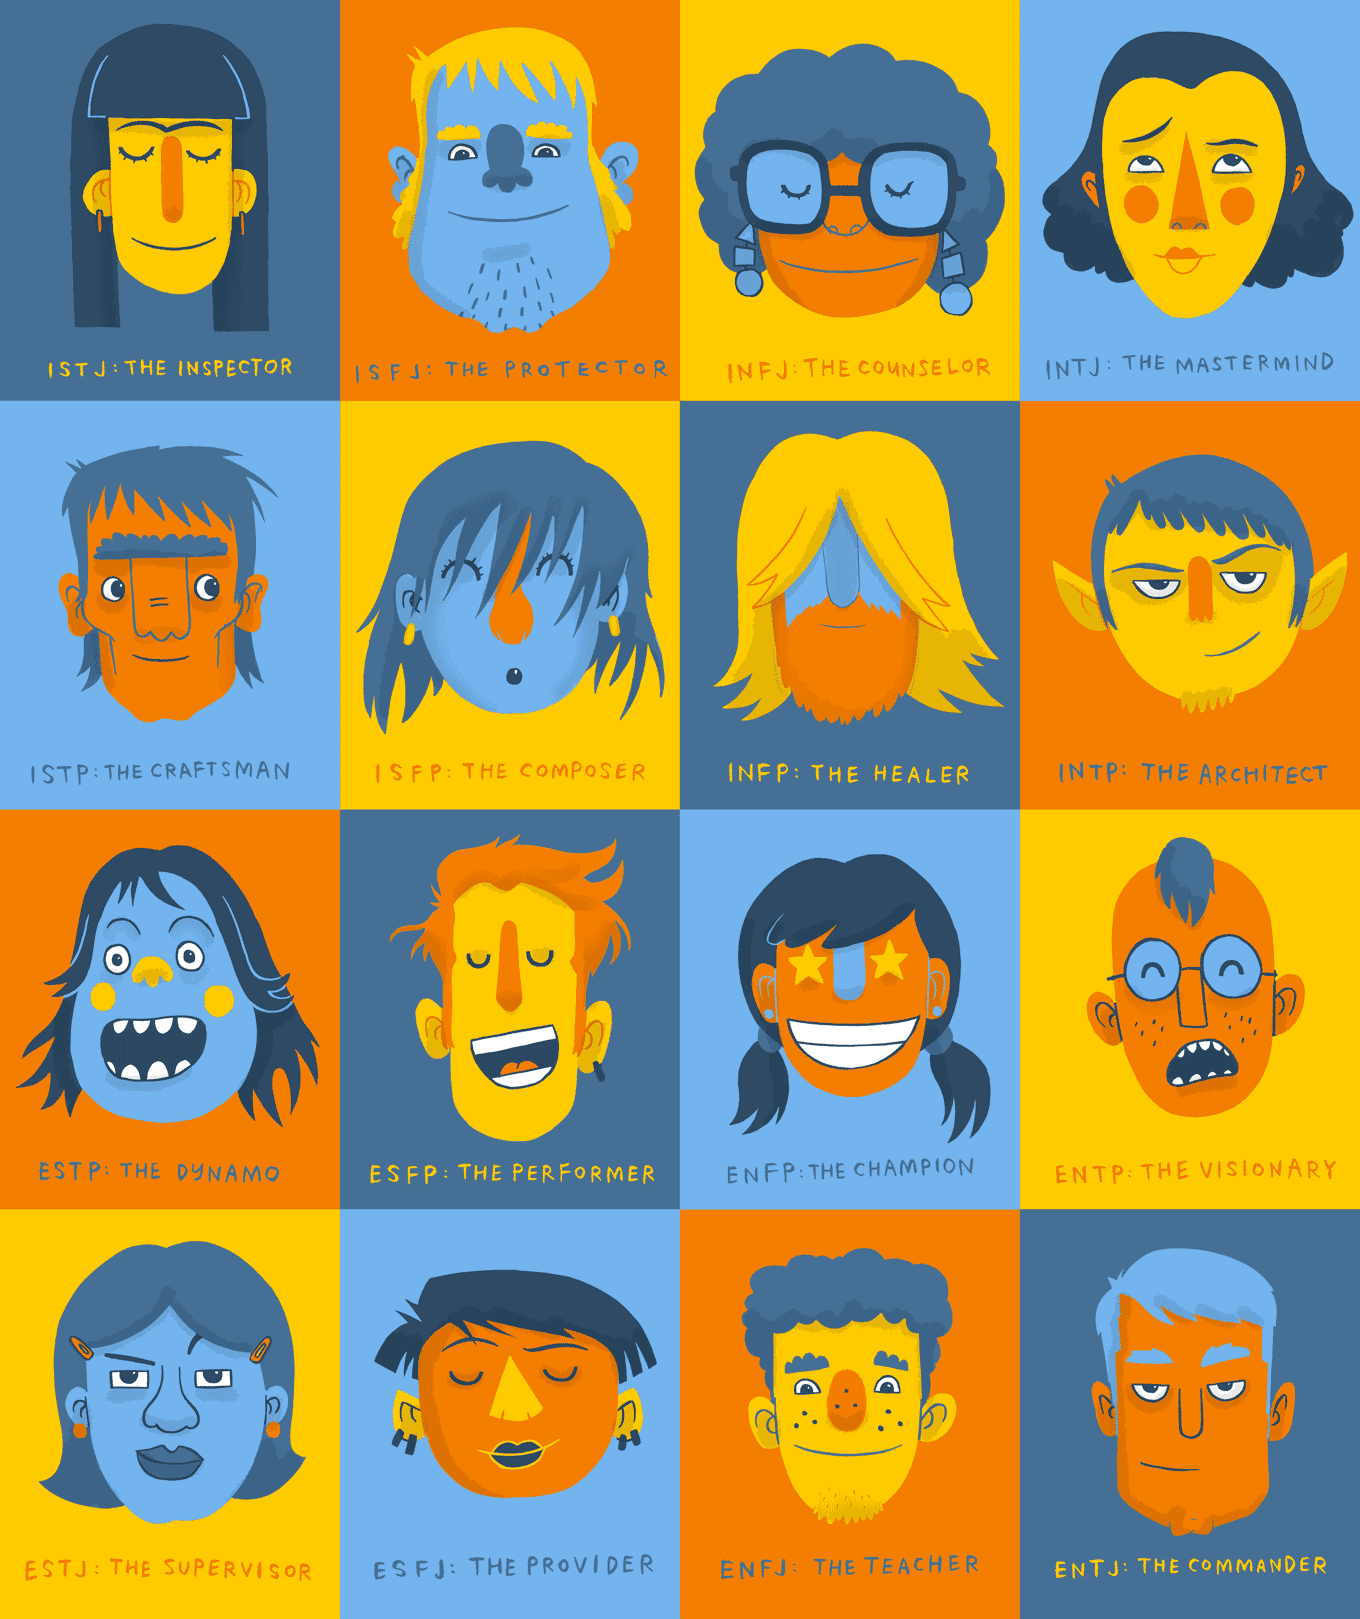 ISTJ: THE INSPECTOR
ISFJ: THE PROTECTOR
INFJ: THE COUNSELOR
INTJ: THE MASTERMIND
ISTP: THE CRAFTSMAN
ISFP: THE COMPOSER
INFP: THE HEALER
INTP: THE ARCHITECT
ESTP: THE DYNAMO
ESFP: THE PERFORMER
ENFP: THE CHAMPION
ENTP: THE VISIONARY
ESTJ: THE SUPERVISOR
ESFJ: THE PROVIDER
ENFJ: THE TEACHER
ENTJ: THE COMMANDER